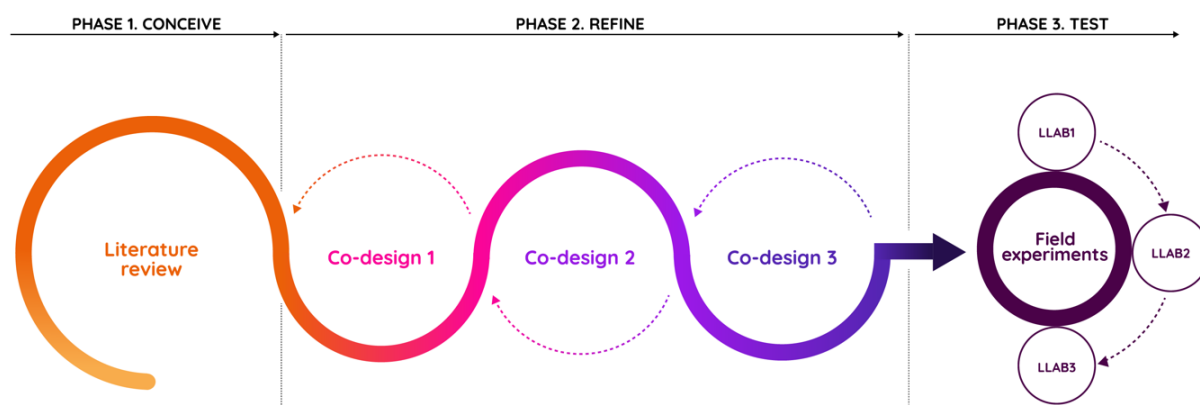 PHASE 1. CONCEIVE
PHASE 2. REFINE
PHASE 3. TEST
Literature
review
Co-design 1
Co-design 2
Co-design 3
LLAB1
Field
experiments
LLAB2
LLAB3